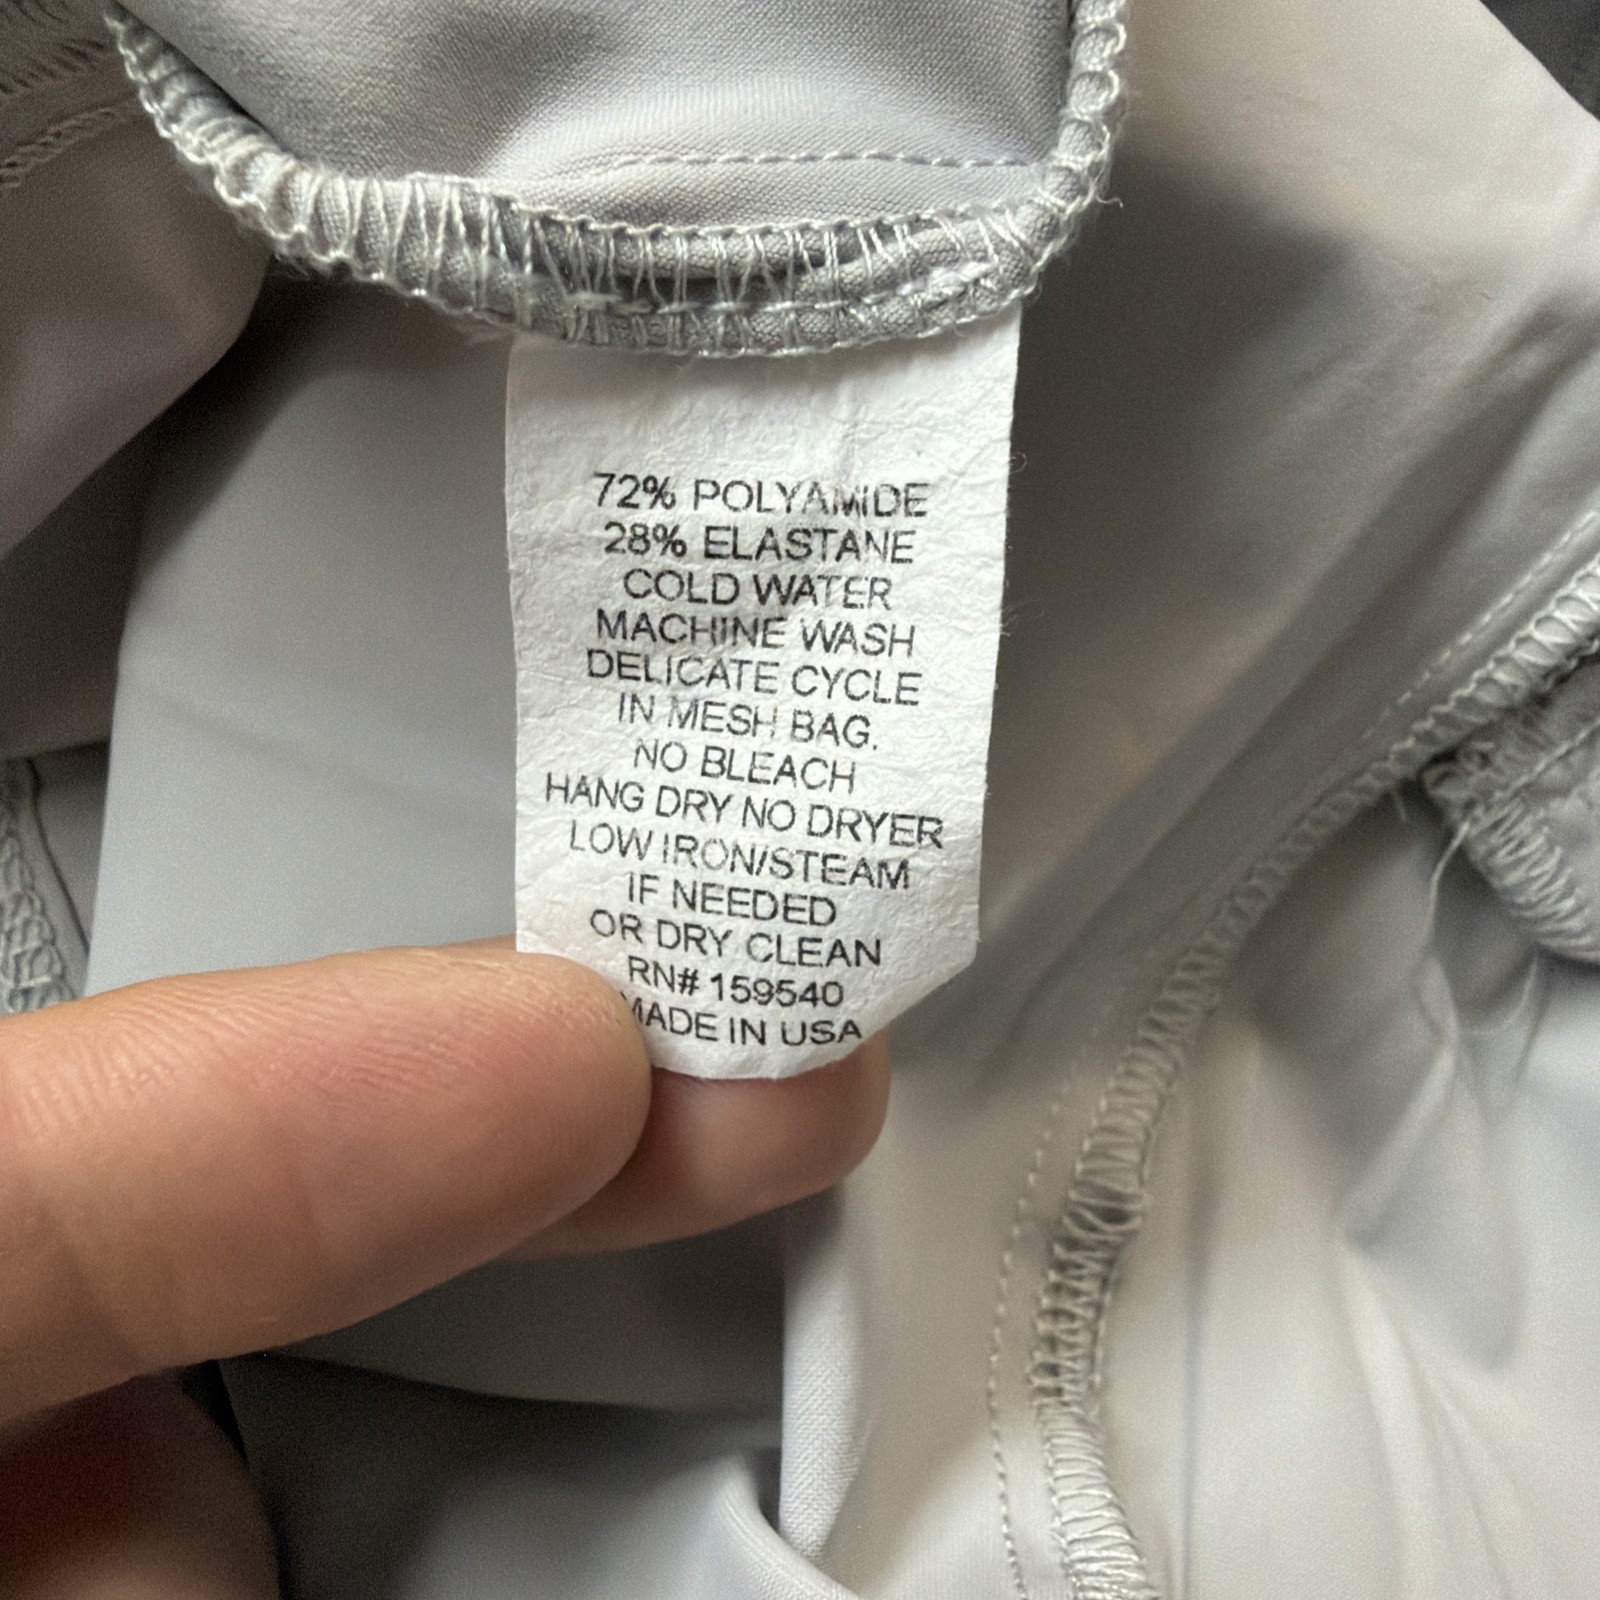 72% POLYAMIDE
28% ELASTANE
COLD WATER
MACHINE WASH
DELICATE CYCLE
IN MESH BAG.
NO BLEACH
HANG DRY NO DRYER
LOW IRON/STEAM
IF NEEDED
OR DRY CLEAN
RN# 159540
MADE IN USA